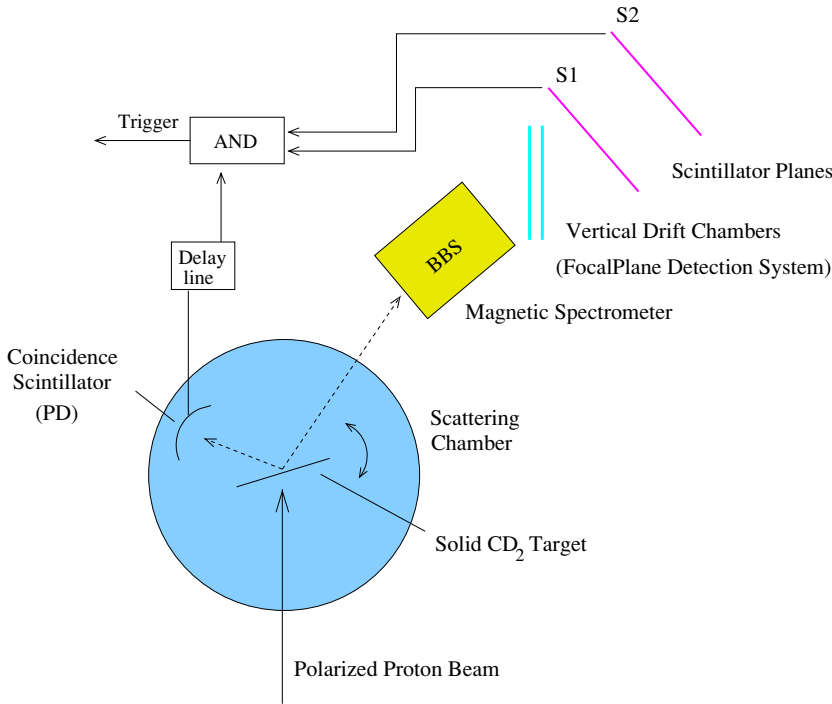 S2
S1
Trigger
AND
Scintillator Planes
Vertical Drift Chambers
(FocalPlane Detection System)
Delay
line
BBS
Magnetic Spectrometer
Coincidence
Scintillator
(PD)
Scattering
Chamber
Solid CD2 Target
Polarized Proton Beam